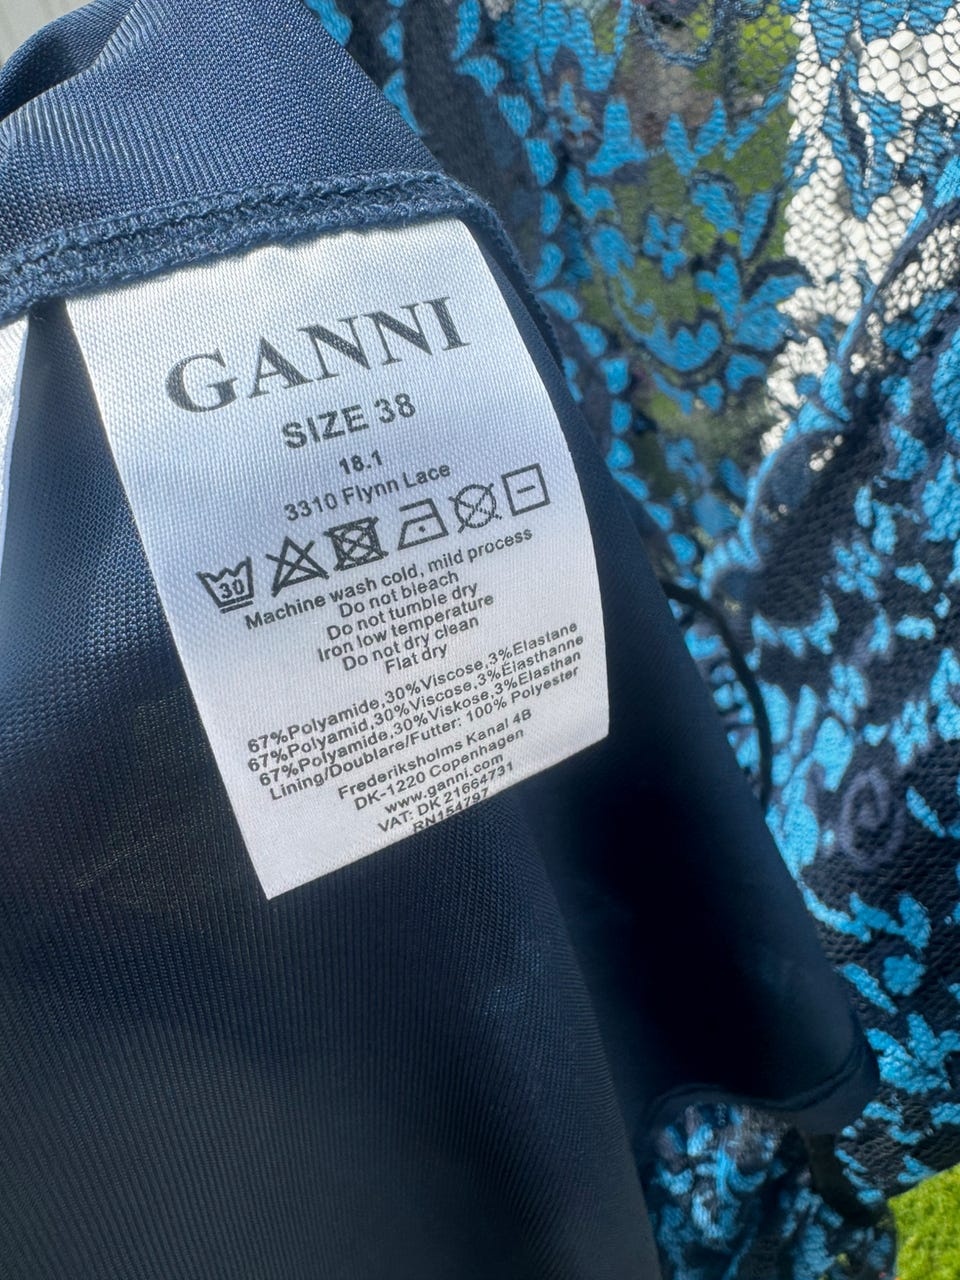 GANNI
SIZE 38
18.1
3310 Flynn Lace
30
Machine wash cold, mild process
Do not bleach
Do not tumble dry
Iron low temperature
Do not dry clean
Flat dry
67%Polyamide,30%Viscose,3%Elastane
67%Polyamid,30%Viscose,3%Elasthanne
67%Polyamide,30%Viskose,3%Elasthan
Lining/Doublare/Futter: 100% Polyester
Frederiksholms Kanal 4B
DK-1220 Copenhagen
www.ganni.com
VAT: DK 21664731
RN154797